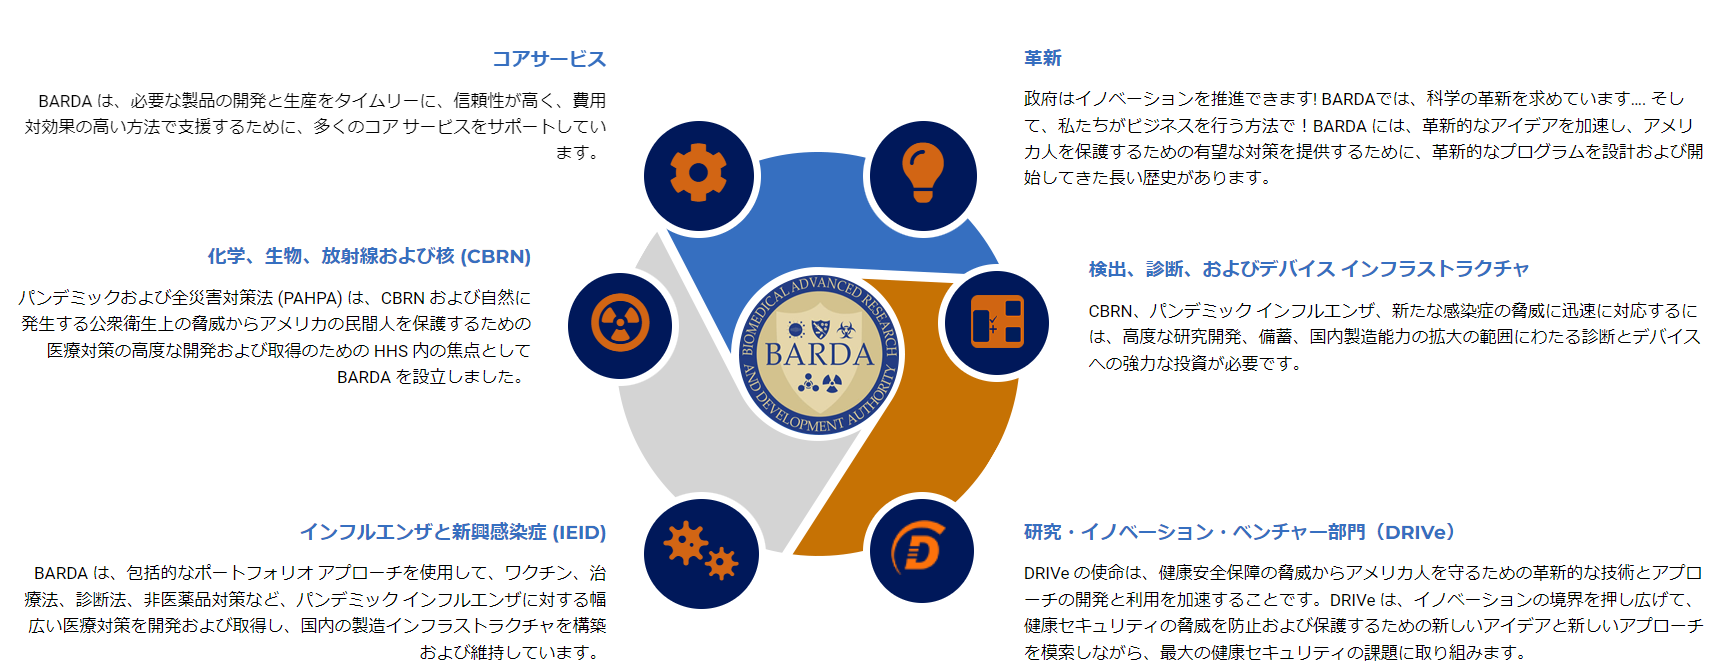 コアサービス
BARDA は、必要な製品の開発と生産をタイムリーに、信頼性が高く、費用
対効果の高い方法で支援するために、多くのコア サービスをサポートしてい
ます。
革新
政府はイノベーションを推進できます! BARDAでは、科学の革新を求めています.... そし
て、私たちがビジネスを行う方法で！BARDA には、革新的なアイデアを加速し、アメリ
カ人を保護するための有望な対策を提供するために、革新的なプログラムを設計および開
始してきた長い歴史があります。
化学、生物、放射線および核 (CBRN)
パンデミックおよび全災害対策法 (PAHPA) は、CBRN および自然に
発生する公衆衛生上の脅威からアメリカの民間人を保護するための
医療対策の高度な開発および取得のための HHS 内の焦点として
BARDA を設立しました。
検出、診断、およびデバイス インフラストラクチャ
CBRN、パンデミック インフルエンザ、新たな感染症の脅威に迅速に対応するに
は、高度な研究開発、備蓄、国内製造能力の拡大の範囲にわたる診断とデバイス
への強力な投資が必要です。
BIOMEDICAL ADVANCED RESEARCH
BARDA
AND DEVELOPMENT AUTHORITY
インフルエンザと新興感染症 (IEID)
BARDA は、包括的なポートフォリオ アプローチを使用して、ワクチン、治
療法、診断法、非医薬品対策など、パンデミック インフルエンザに対する幅
広い医療対策を開発および取得し、国内の製造インフラストラクチャを構築
および維持しています。
D
研究・イノベーション・ベンチャー部門（DRIVe）
DRIVe の使命は、健康安全保障の脅威からアメリカ人を守るための革新的な技術とアプロ
ーチの開発と利用を加速することです。DRIVe は、イノベーションの境界を押し広げて、
健康セキュリティの脅威を防止および保護するための新しいアイデアと新しいアプローチ
を模索しながら、最大の健康セキュリティの課題に取り組みます。